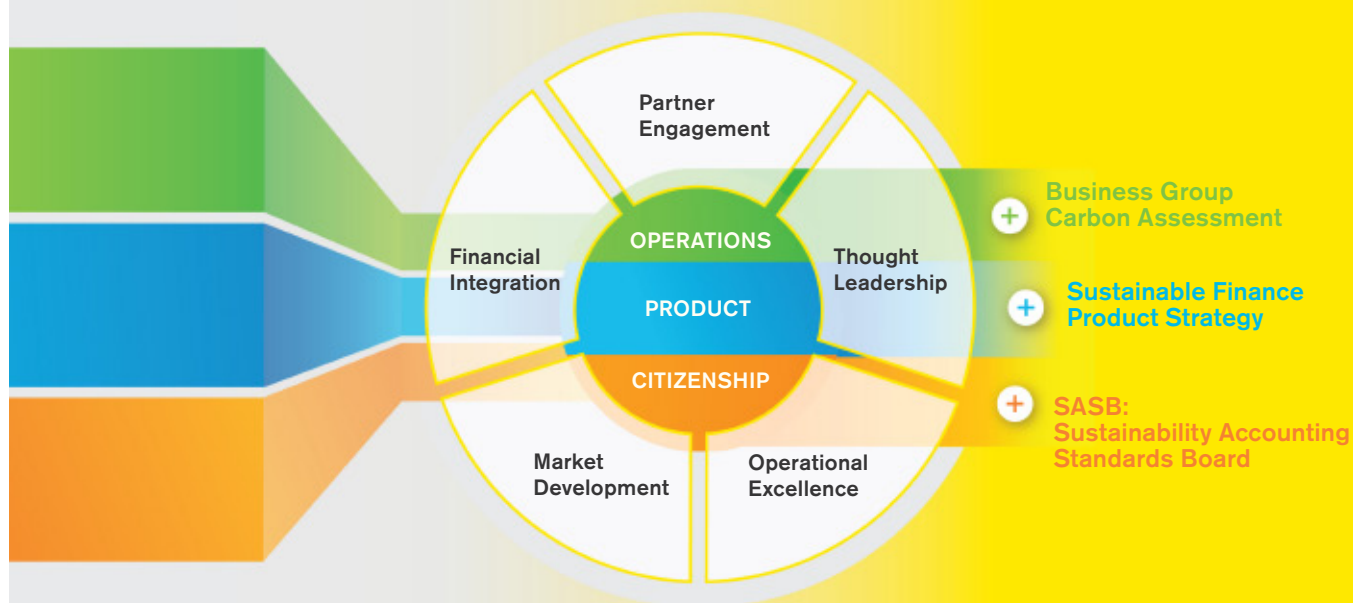 Partner
Engagement
Financial
Integration
OPERATIONS
PRODUCT
CITIZENSHIP
Thought
Leadership
Market
Development
Operational
Excellence
Business Group
Carbon Assessment
Sustainable Finance
Product Strategy
SASB:
Sustainability Accounting
Standards Board